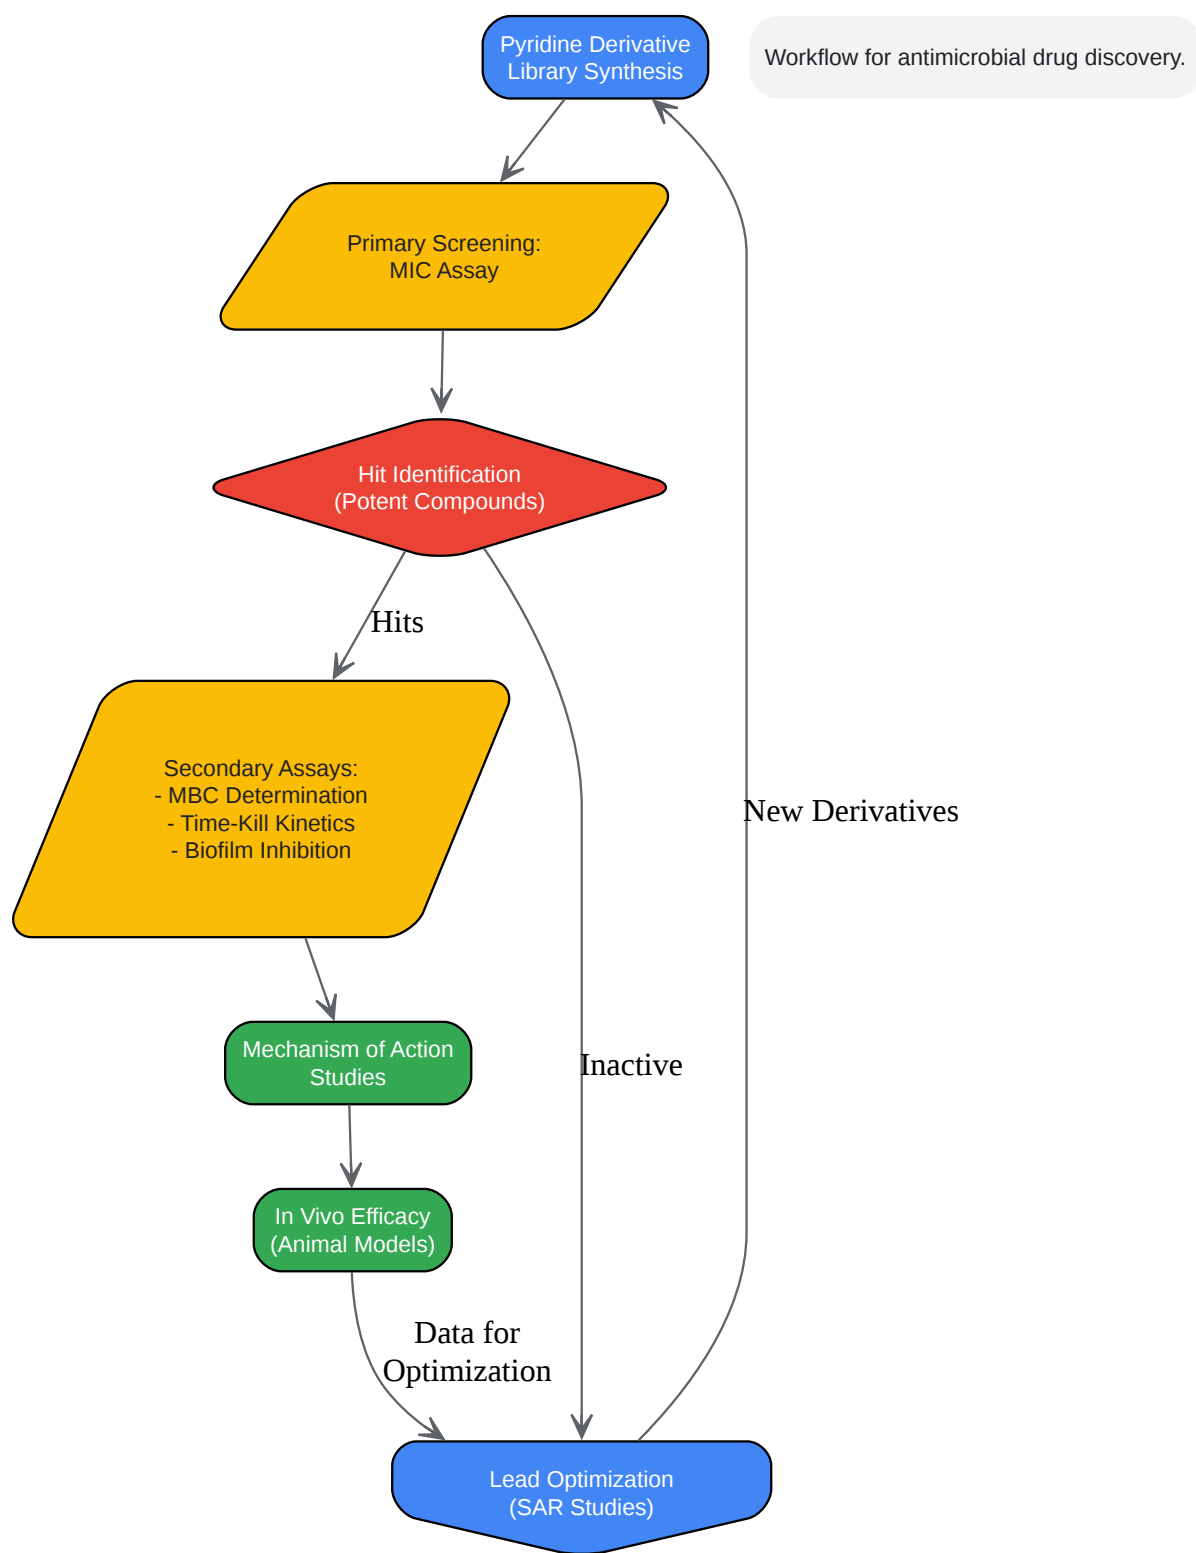 Pyridine Derivative
Library Synthesis
Workflow for antimicrobial drug discovery.
Primary Screening:
MIC Assay
Hit Identification
(Potent Compounds)
Hits
Secondary Assays:
- MBC Determination
- Time-Kill Kinetics
- Biofilm Inhibition
New Derivatives
Mechanism of Action
Studies
Inactive
In Vivo Efficacy
(Animal Models)
Data for
Optimization
Lead Optimization
(SAR Studies)